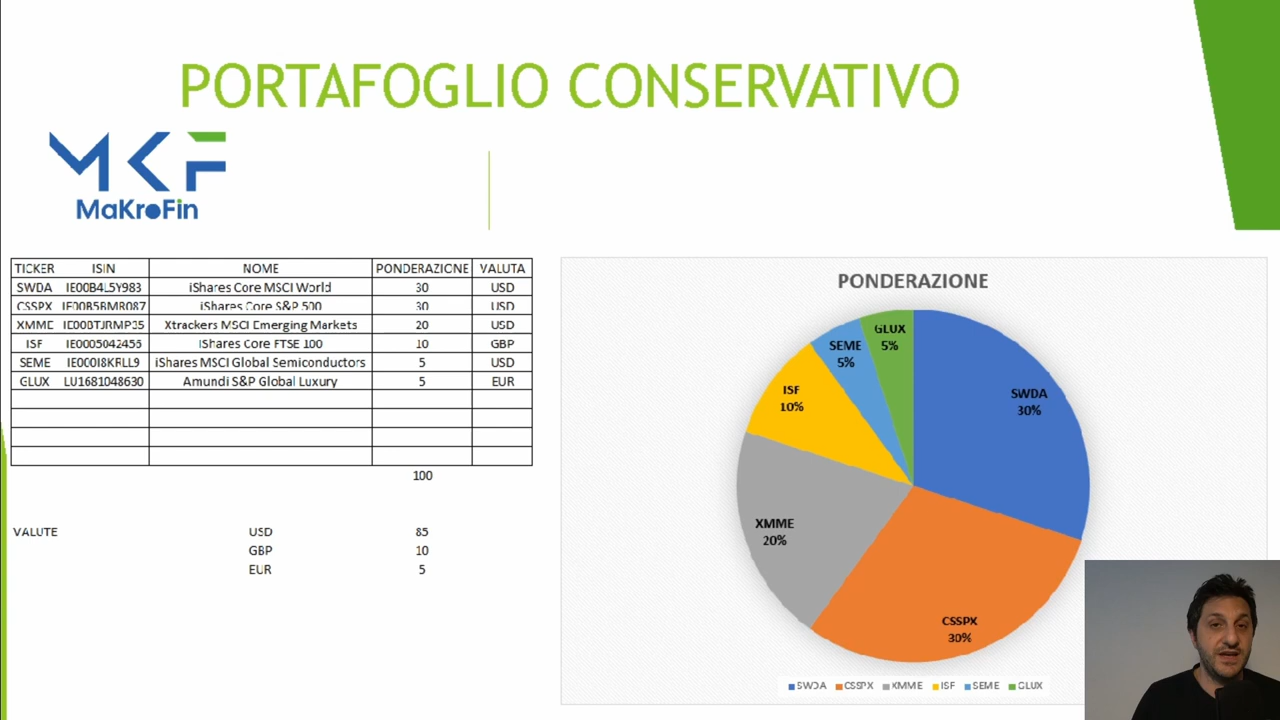 PORTAFOGLIO CONSERVATIVO
MKF
MaKroFin
TICKER ISIN NOME PONDERAZIONE VALUTA
SWDA IE00B4L5Y983 iShares Core MSCI World 30 USD
CSSPX IE00B5BMR087 iShares Core S&P 500 30 USD
XMME IE00BTJRMP35 Xtrackers MSCI Emerging Markets 20 USD
ISF IE0005042456 iShares Core FTSE 100 10 GBP
SEME IE000I8KRLL9 iShares MSCI Global Semiconductors 5 USD
GLUX LU1681048630 Amundi S&P Global Luxury 5 EUR
100
VALUTE USD 85
GBP 10
EUR 5
PONDERAZIONE
GLUX
5%
SEME
5%
ISF
10%
SWDA
30%
XMME
20%
CSSPX
30%
SWDA CSSPX XMME ISF SEME GLUX